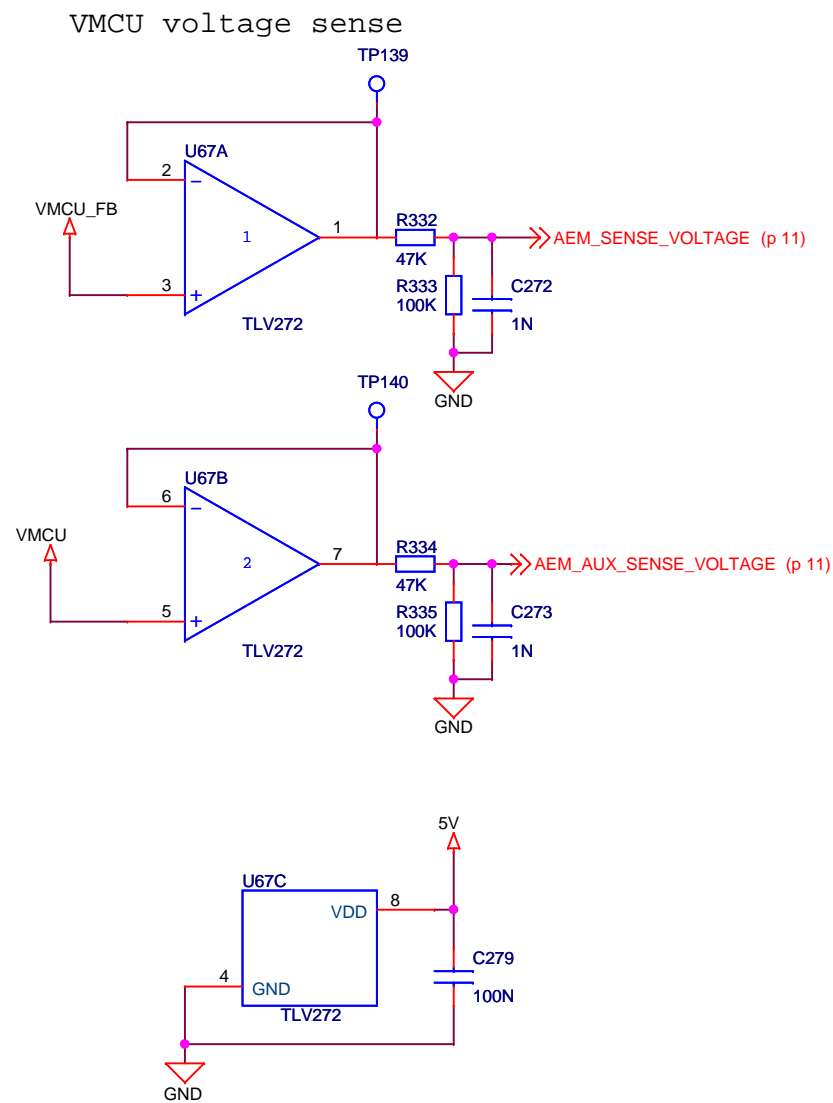 VMCU voltage sense
TP139
U67A
2
−
VMCU_FB
1
1
R332
47K
AEM_SENSE_VOLTAGE (p 11)
3
+
R333
100K
C272
1N
TLV272
GND
TP140
U67B
6
−
VMCU
2
7
R334
47K
AEM_AUX_SENSE_VOLTAGE (p 11)
5
+
R335
100K
C273
1N
TLV272
GND
5V
U67C
VDD
8
C279
100N
4
GND
TLV272
GND